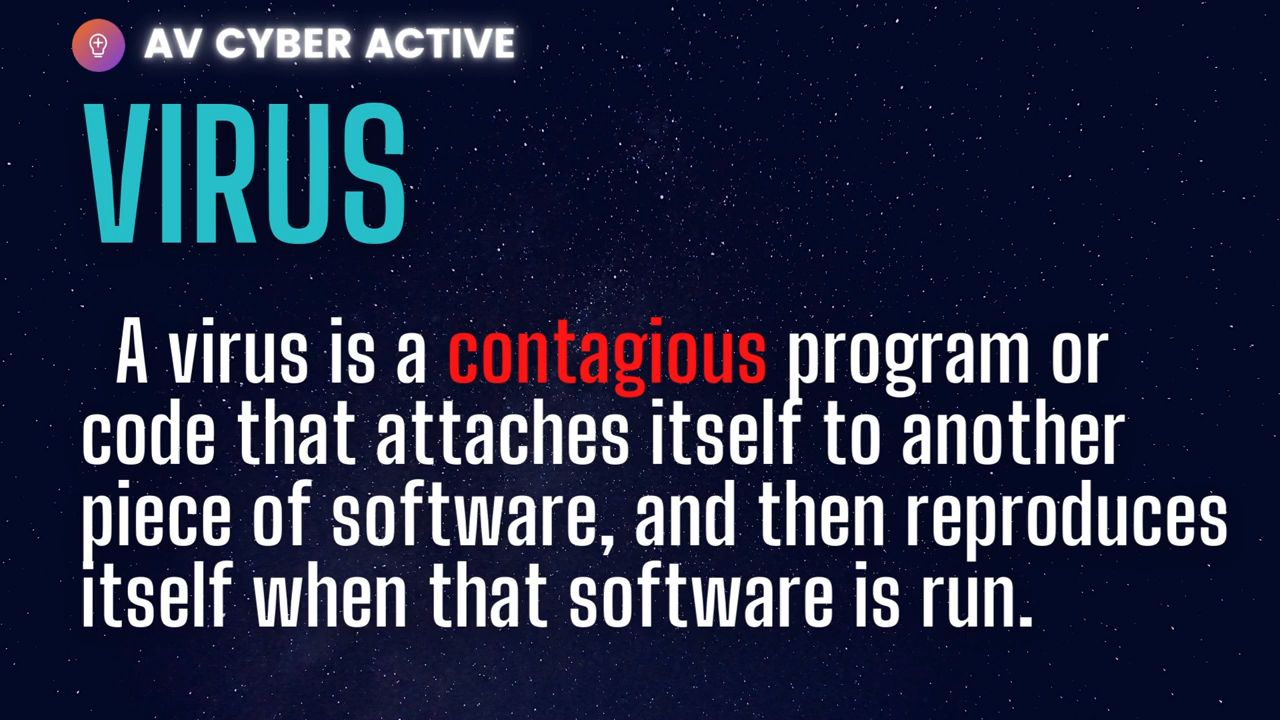 AV CYBER ACTIVE
VIRUS
A virus is a contagious program or
code that attaches itself to another
piece of software, and then reproduces
itself when that software is run.